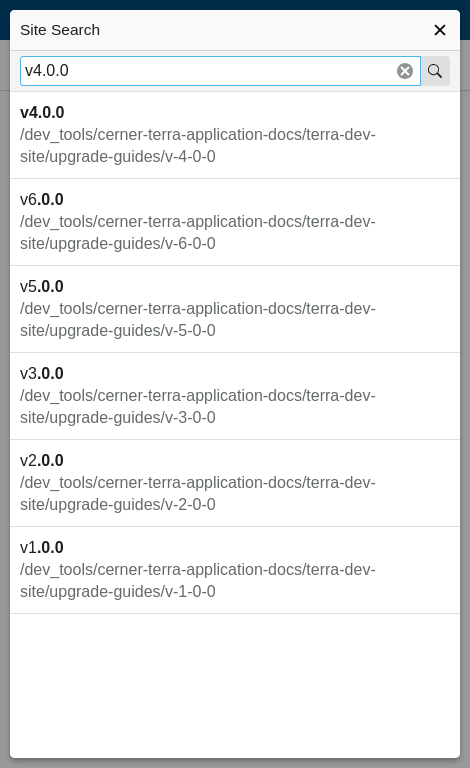 Site Search
v4.0.0
v4.0.0
/dev_tools/cerner-terra-application-docs/terra-dev-
site/upgrade-guides/v-4-0-0
v6.0.0
/dev_tools/cerner-terra-application-docs/terra-dev-
site/upgrade-guides/v-6-0-0
v5.0.0
/dev_tools/cerner-terra-application-docs/terra-dev-
site/upgrade-guides/v-5-0-0
v3.0.0
/dev_tools/cerner-terra-application-docs/terra-dev-
site/upgrade-guides/v-3-0-0
v2.0.0
/dev_tools/cerner-terra-application-docs/terra-dev-
site/upgrade-guides/v-2-0-0
v1.0.0
/dev_tools/cerner-terra-application-docs/terra-dev-
site/upgrade-guides/v-1-0-0